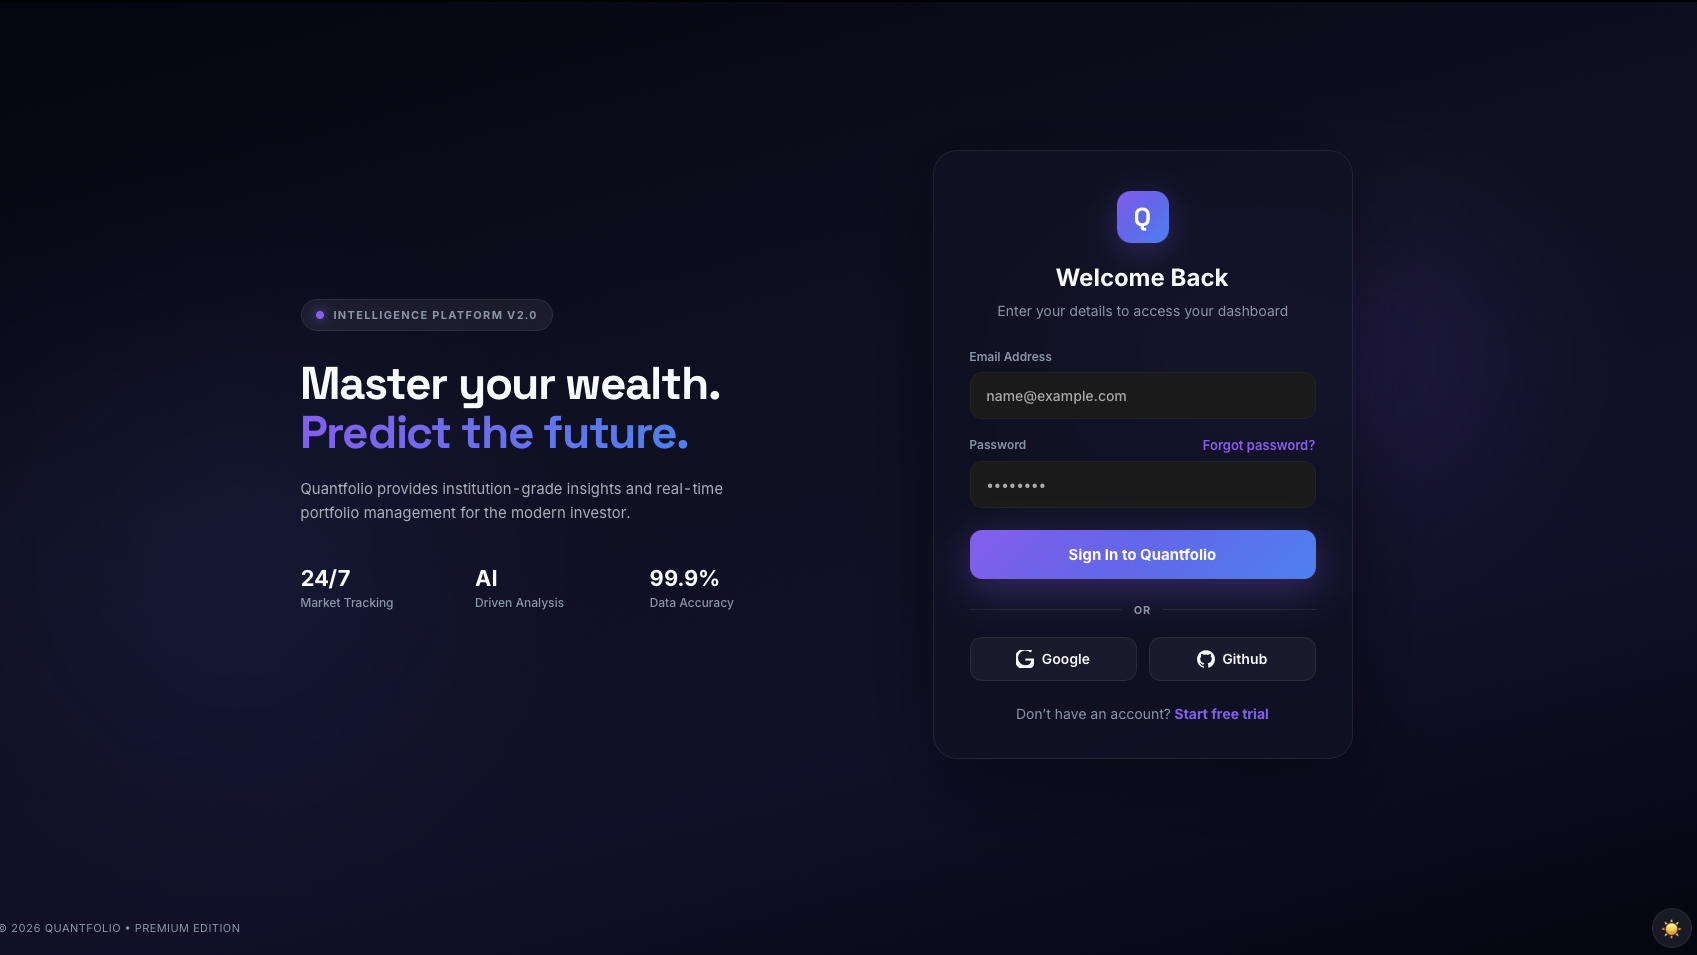 INTELLIGENCE PLATFORM V2.0
Master your wealth.
Predict the future.
Quantfolio provides institution-grade insights and real-time
portfolio management for the modern investor.
24/7
Market Tracking
AI
Driven Analysis
99.9%
Data Accuracy
Q
Welcome Back
Enter your details to access your dashboard
Email Address
name@example.com
Password
Forgot password?
••••••••
Sign In to Quantfolio
OR
Google
Github
Don't have an account? Start free trial
© 2026 QUANTFOLIO • PREMIUM EDITION